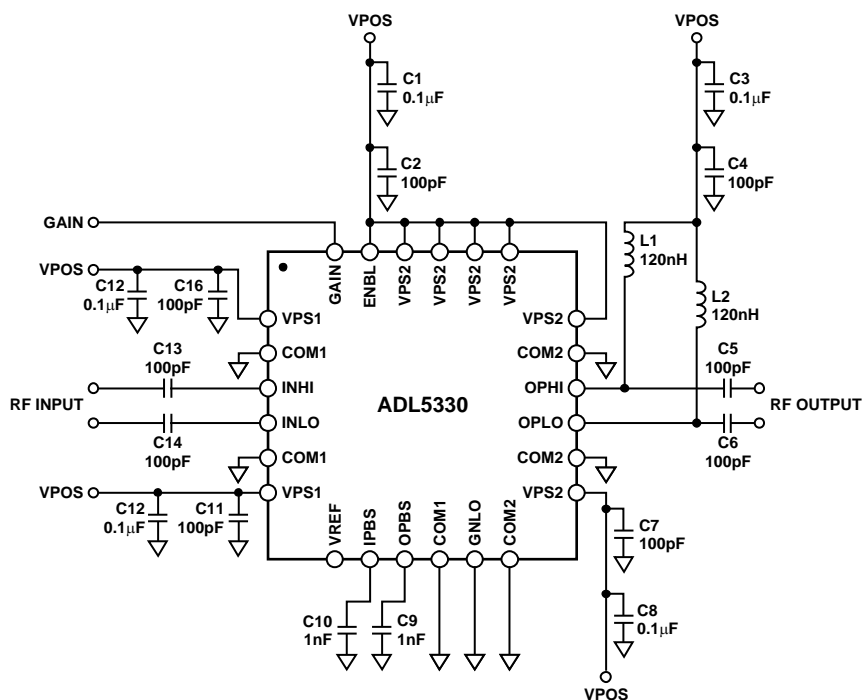 VPOS
VPOS
C1
0.1µF
C3
0.1µF
C2
100pF
C4
100pF
GAIN
L1
120nH
VPOS
C12
0.1µF
C16
100pF
GAIN
ENBL
VPS2
VPS2
VPS2
VPS2
L2
120nH
VPS1
VPS2
COM1
COM2
C13
100pF
C5
100pF
INHI
OPHI
RF INPUT
ADL5330
RF OUTPUT
INLO
OPLO
C14
100pF
C6
100pF
COM1
COM2
VPOS
VPS1
VPS2
C12
0.1µF
C11
100pF
VREF
IPBS
OPBS
COM1
GNLO
COM2
C7
100pF
C10
1nF
C9
1nF
C8
0.1µF
VPOS